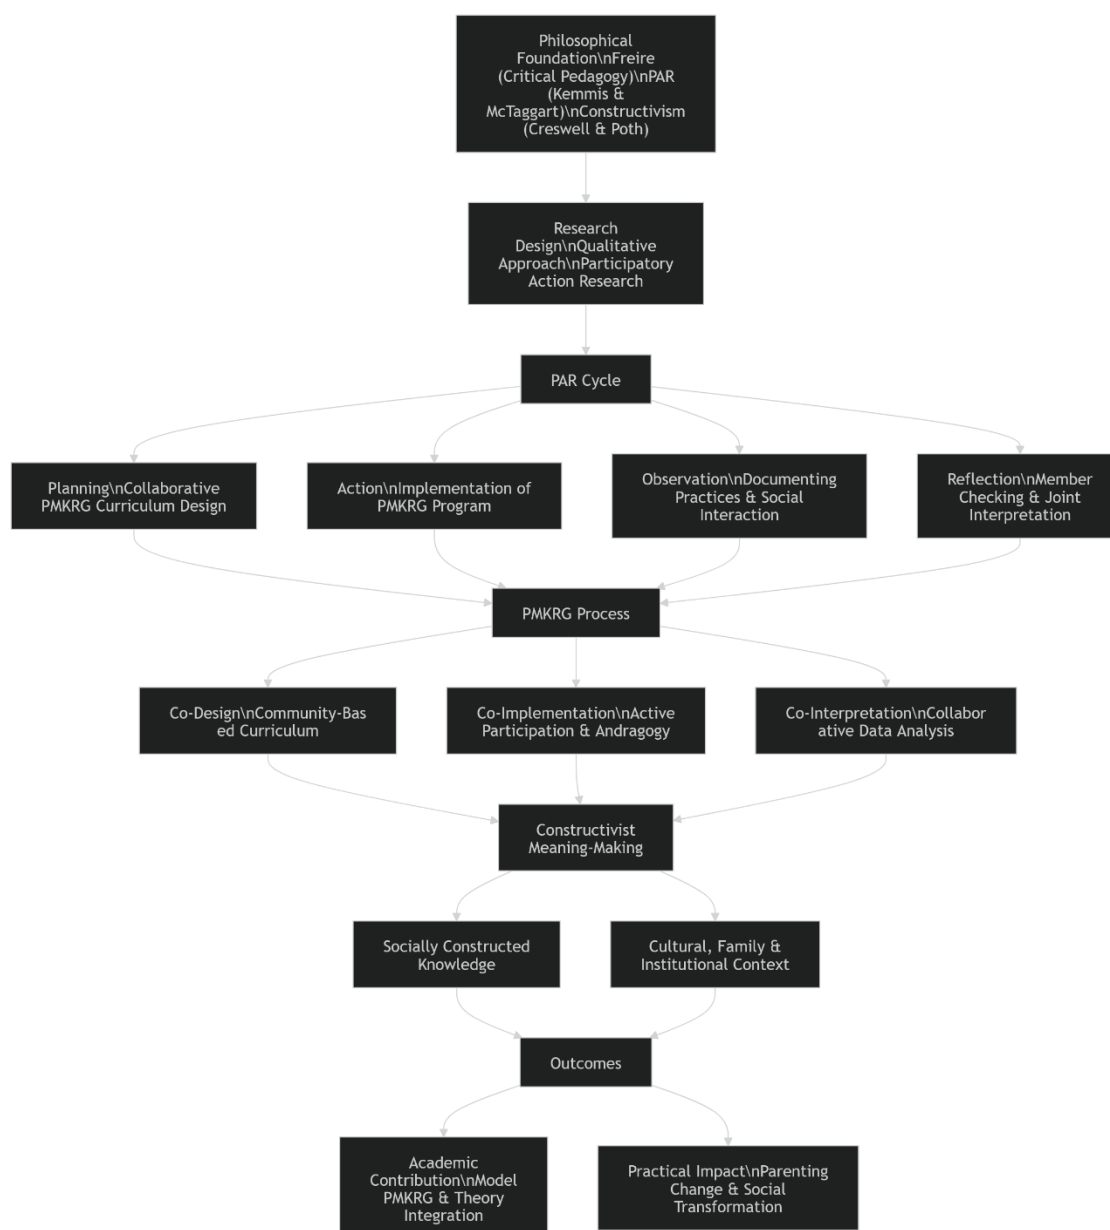 Philosophical
Foundation\nFreire
(Critical Pedagogy)\nPAR
(Kemmis &
McTaggart)\nConstructivism
(Creswell & Poth)
Research
Design\nQualitative
Approach\nParticipatory
Action Research
PAR Cycle
Planning\nCollaborative
PMKRG Curriculum Design
Action\nImplementation of
PMKRG Program
Observation\nDocumenting
Practices & Social
Interaction
Reflection\nMember
Checking & Joint
Interpretation
PMKRG Process
Co-Design\nCommunity-Bas
ed Curriculum
Co-Implementation\nActive
Participation & Andragogy
Co-Interpretation\nCollabor
ative Data Analysis
Constructivist
Meaning-Making
Socially Constructed
Knowledge
Cultural, Family &
Institutional Context
Outcomes
Academic
Contribution\nModel
PMKRG & Theory
Integration
Practical Impact\nParenting
Change & Social
Transformation